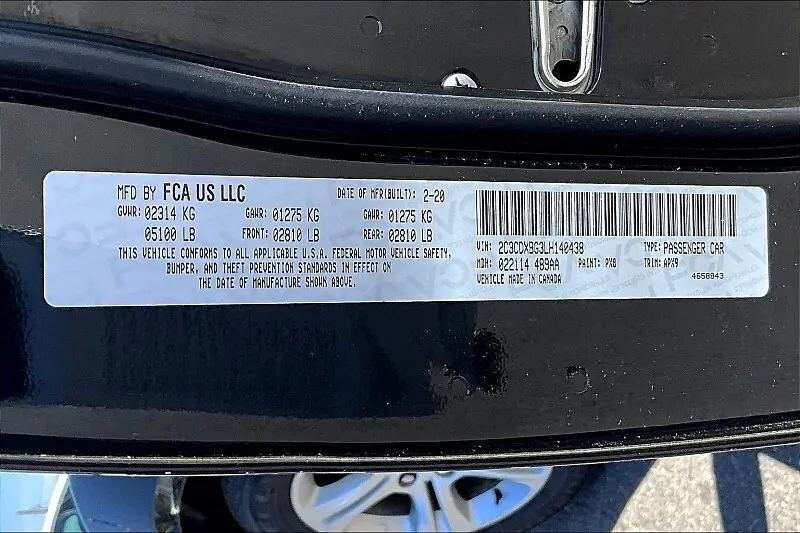 MFD BY FCA US LLC DATE OF MFR(BUILT): 2-20
GVWR: 02314 KG GAWR: 01275 KG GAWR: 01275 KG
05100 LB FRONT: 02810 LB REAR: 02810 LB
THIS VEHICLE CONFORMS TO ALL APPLICABLE U.S.A. FEDERAL MOTOR VEHICLE SAFETY,
BUMPER, AND THEFT PREVENTION STANDARDS IN EFFECT ON
THE DATE OF MANUFACTURE SHOWN ABOVE.
VIN: 2C3CDXBG3LH140438 TYPE: PASSENGER CAR
MDH: 022114 489AA PAINT: PX8 TRIM: APX9
VEHICLE MADE IN CANADA 4658843